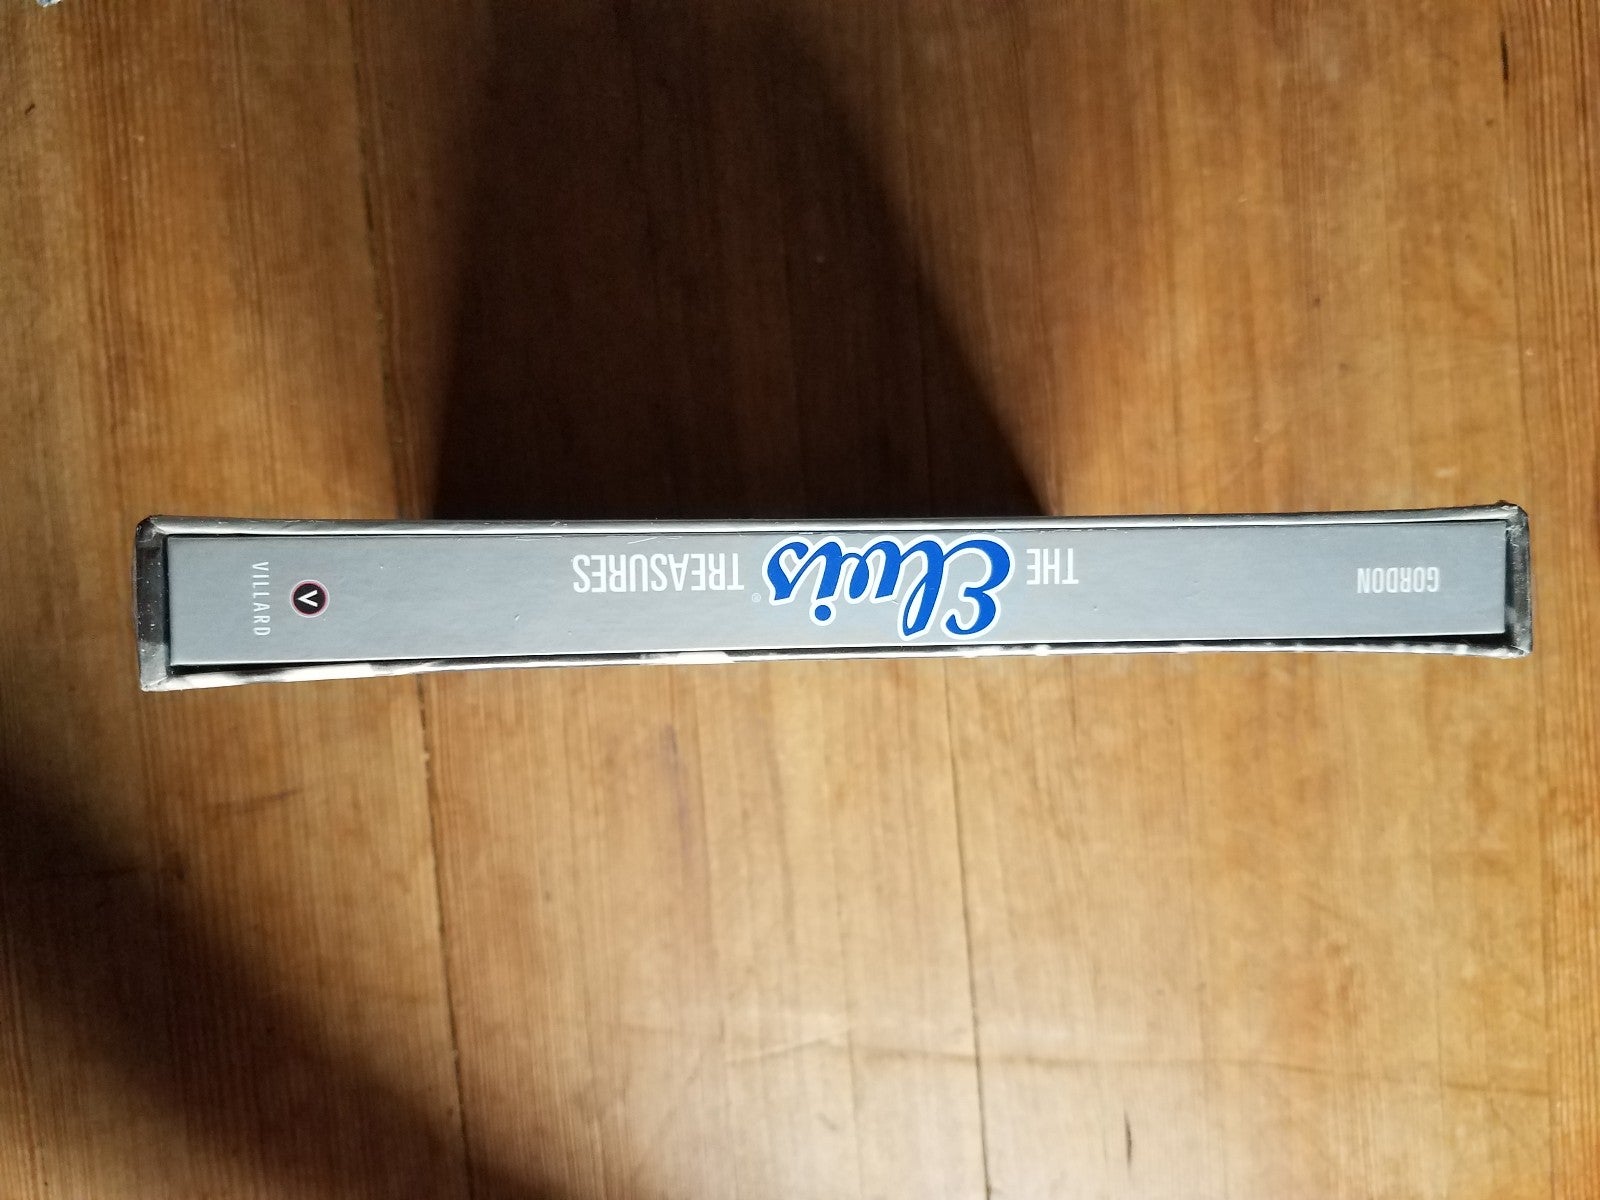 GORDON
THE Elvis® TREASURES
V
VILLARD